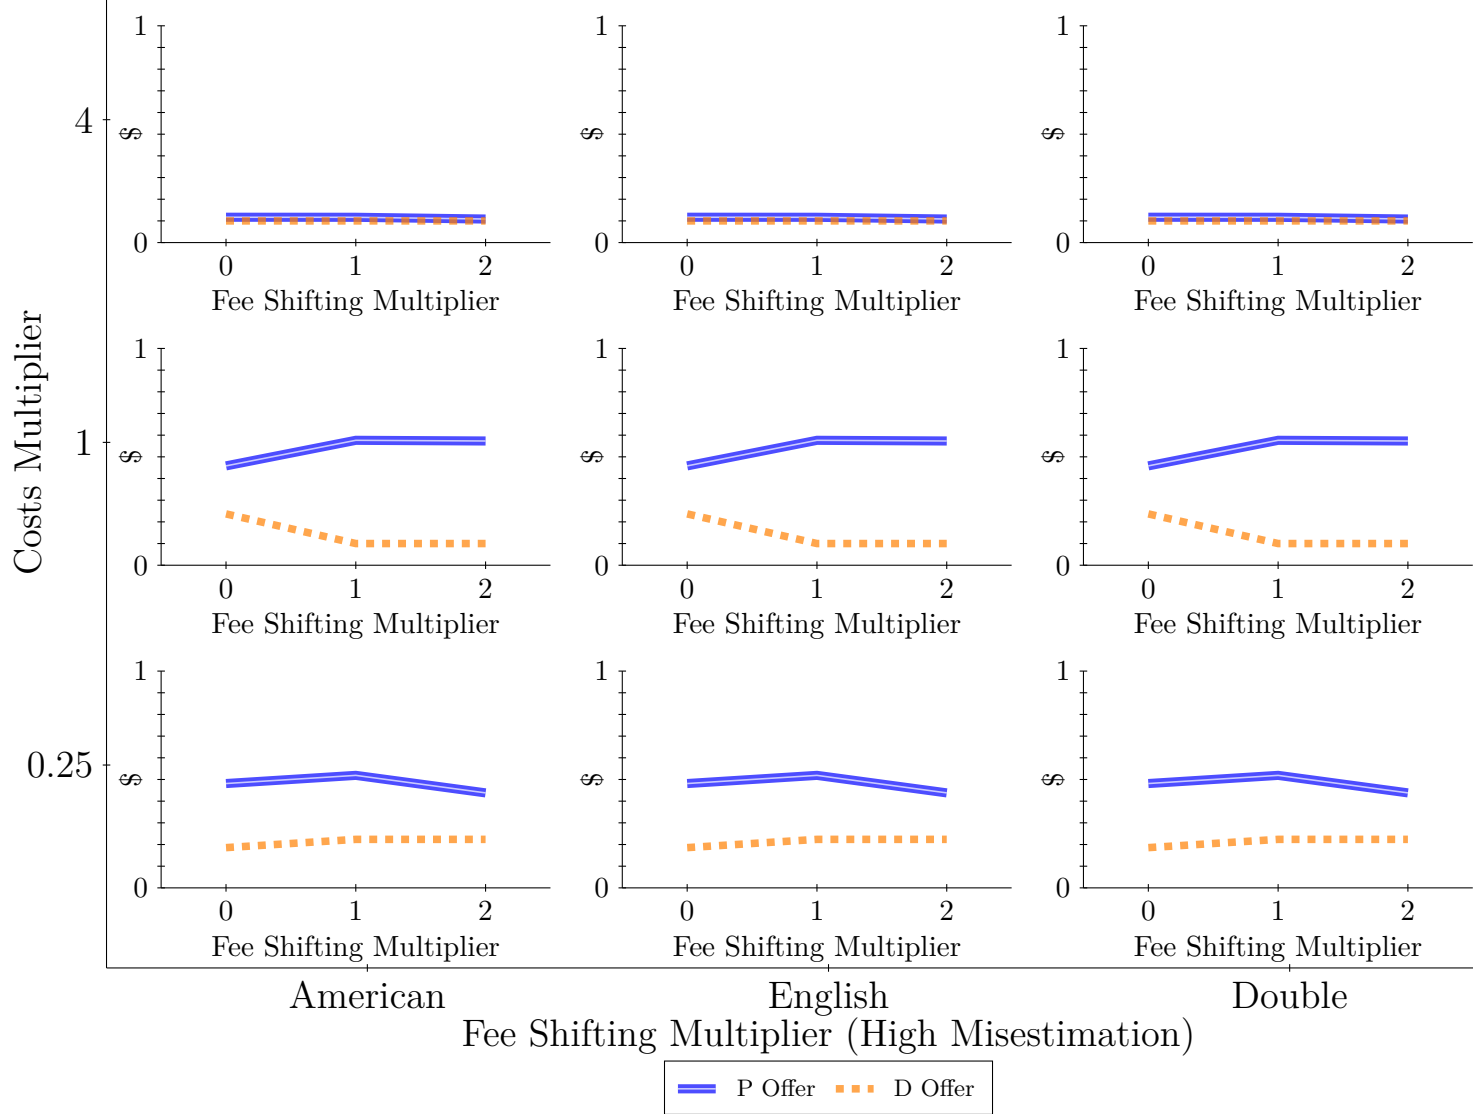 1
1
1
4
$
$
$
0
0
0
0 1 2
0 1 2
0 1 2
Fee Shifting Multiplier
Fee Shifting Multiplier
Fee Shifting Multiplier
Costs Multiplier
1
1
1
1
$
$
$
0
0
0
0 1 2
0 1 2
0 1 2
Fee Shifting Multiplier
Fee Shifting Multiplier
Fee Shifting Multiplier
1
1
1
0.25
$
$
$
0
0
0
0 1 2
0 1 2
0 1 2
Fee Shifting Multiplier
Fee Shifting Multiplier
Fee Shifting Multiplier
American
English
Double
Fee Shifting Multiplier (High Misestimation)
P Offer
D Offer